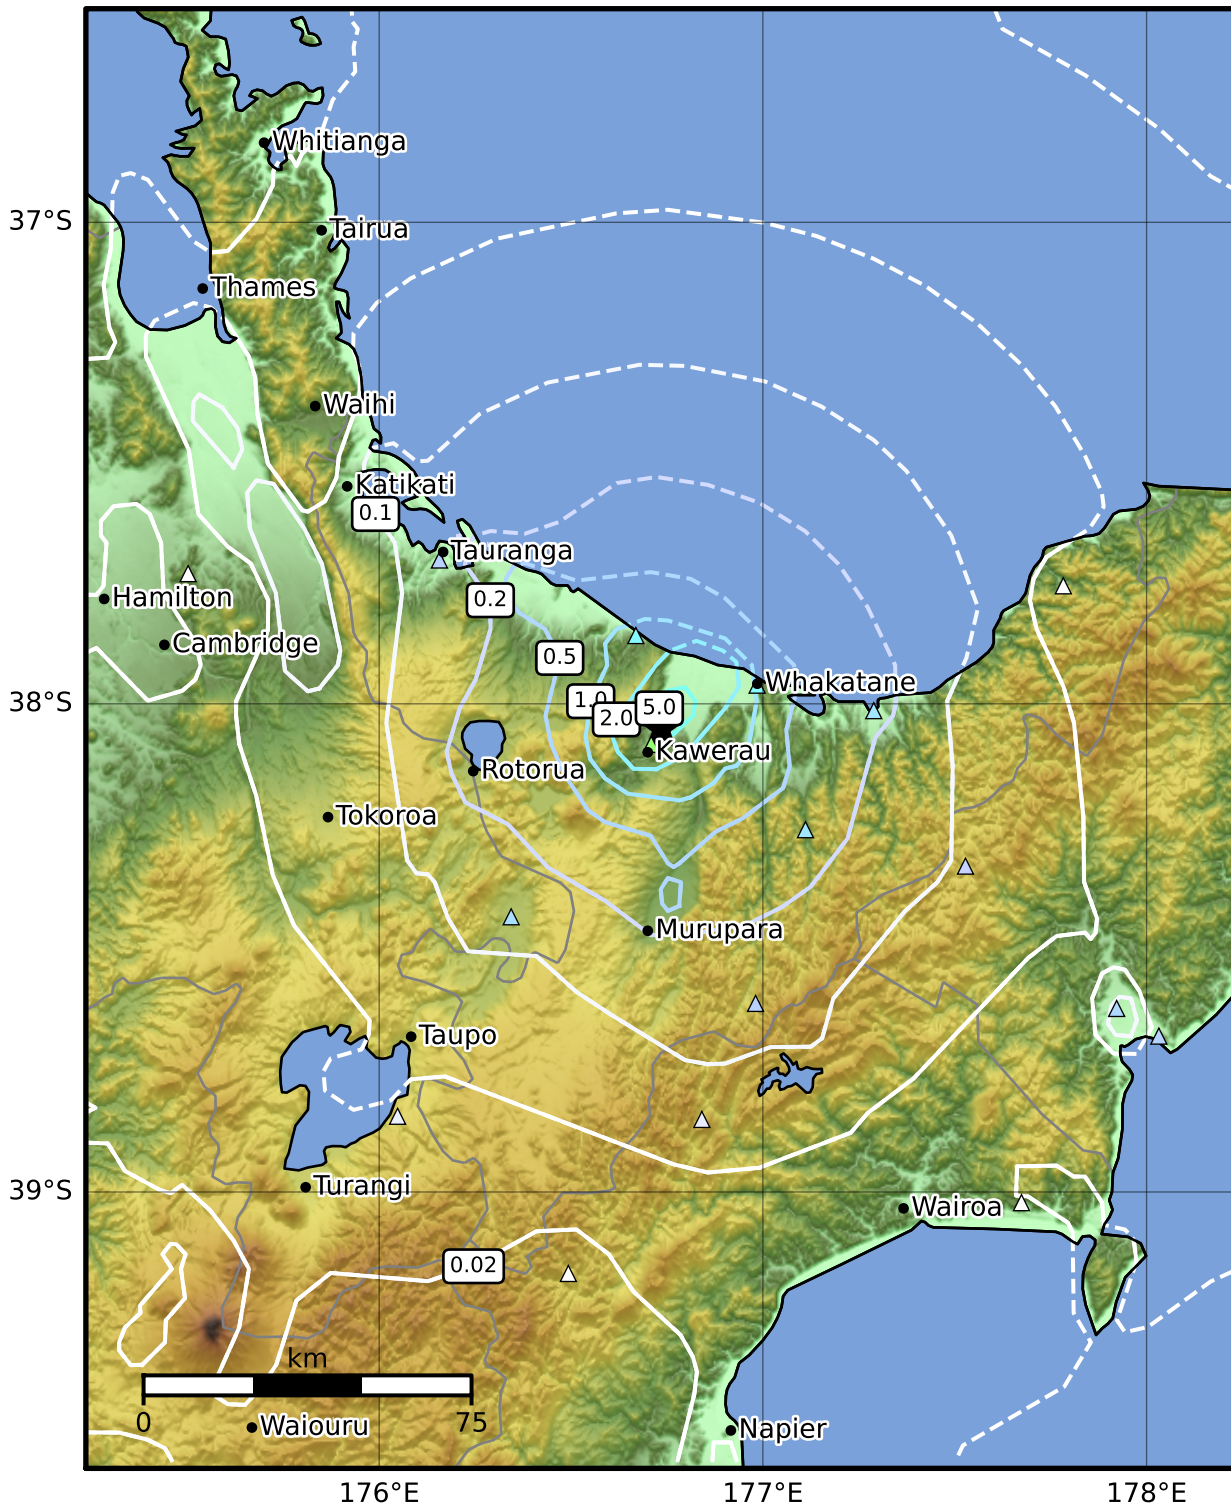 Whitianga
37°S
Tairua
Thames
Waihi
Katikati
0.1
Tauranga
Hamilton
0.2
Cambridge
0.5
Whakatane
1.0
5.0
38°S
2.0
Kawerau
Rotorua
Tokoroa
Murupara
Taupo
Turangi
39°S
Wairoa
0.02
km
0
75
Waiouru
Napier
176°E
177°E
178°E